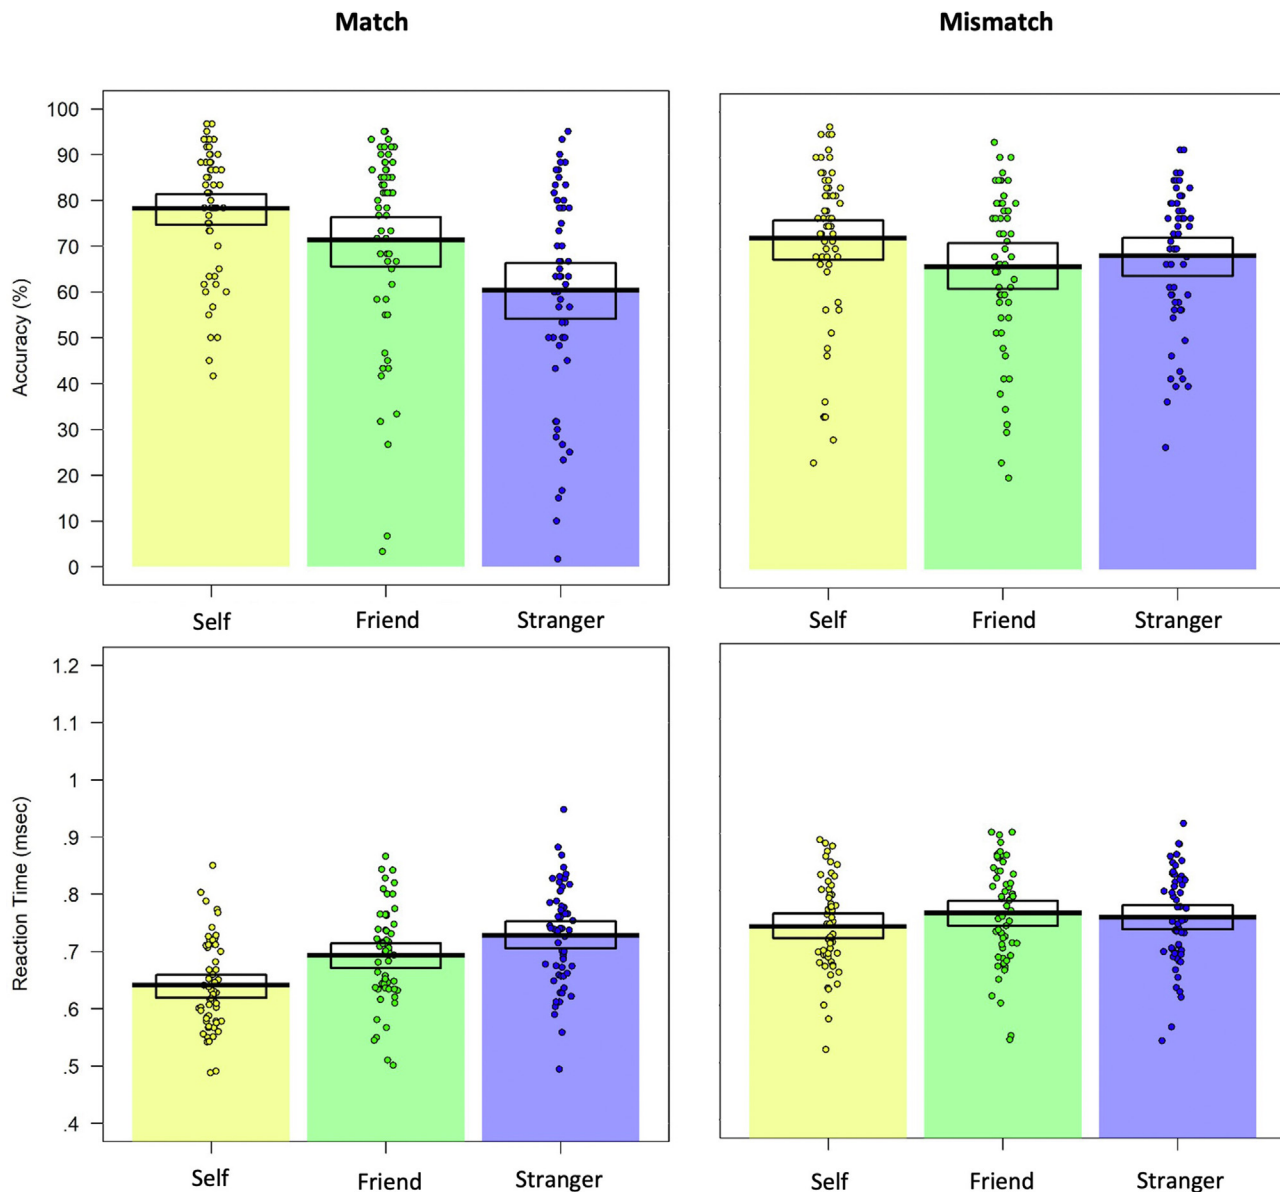 Match
Mismatch
Accuracy (%)
100
90
80
70
60
50
40
30
20
10
0
Self
Friend
Stranger
Self
Friend
Stranger
Reaction Time (msec)
1.2
1.1
1
.9
.8
.7
.6
.5
.4
Self
Friend
Stranger
Self
Friend
Stranger